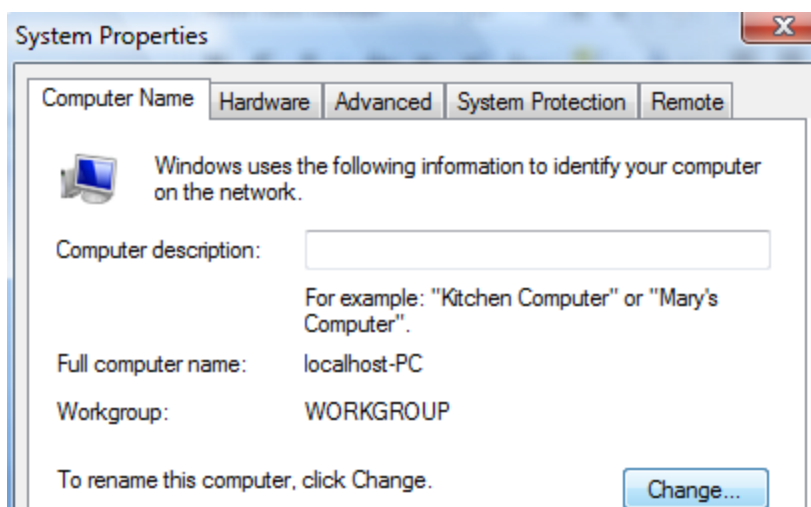 System Properties
Computer Name Hardware Advanced System Protection Remote
Windows uses the following information to identify your computer
on the network.
Computer description:
For example: "Kitchen Computer" or "Mary's
Computer".
Full computer name: localhost-PC
Workgroup: WORKGROUP
To rename this computer, click Change. Change...